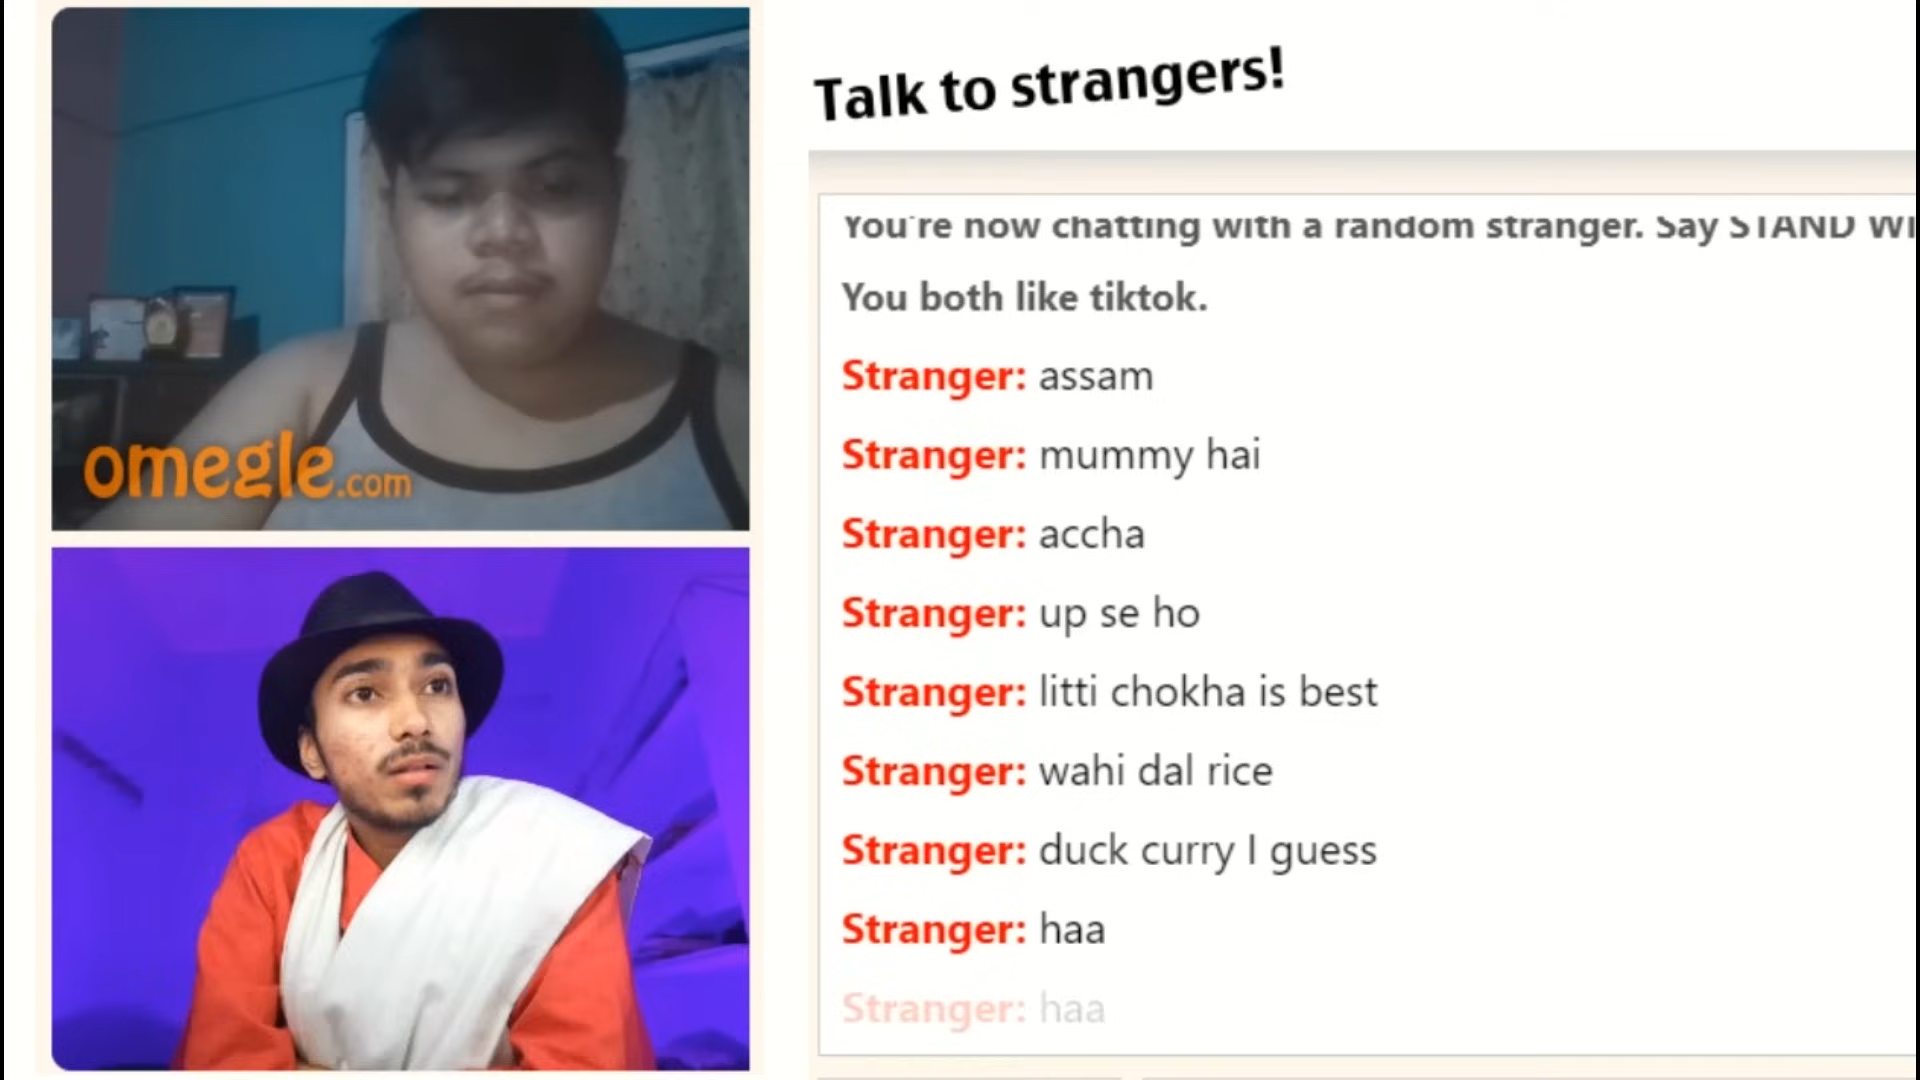 omegle.com
Talk to strangers!
You're now chatting with a random stranger. Say STAND
You both like tiktok.
Stranger: assam
Stranger: mummy hai
Stranger: accha
Stranger: up se ho
Stranger: litti chokha is best
Stranger: wahi dal rice
Stranger: duck curry I guess
Stranger: haa
Stranger: haa